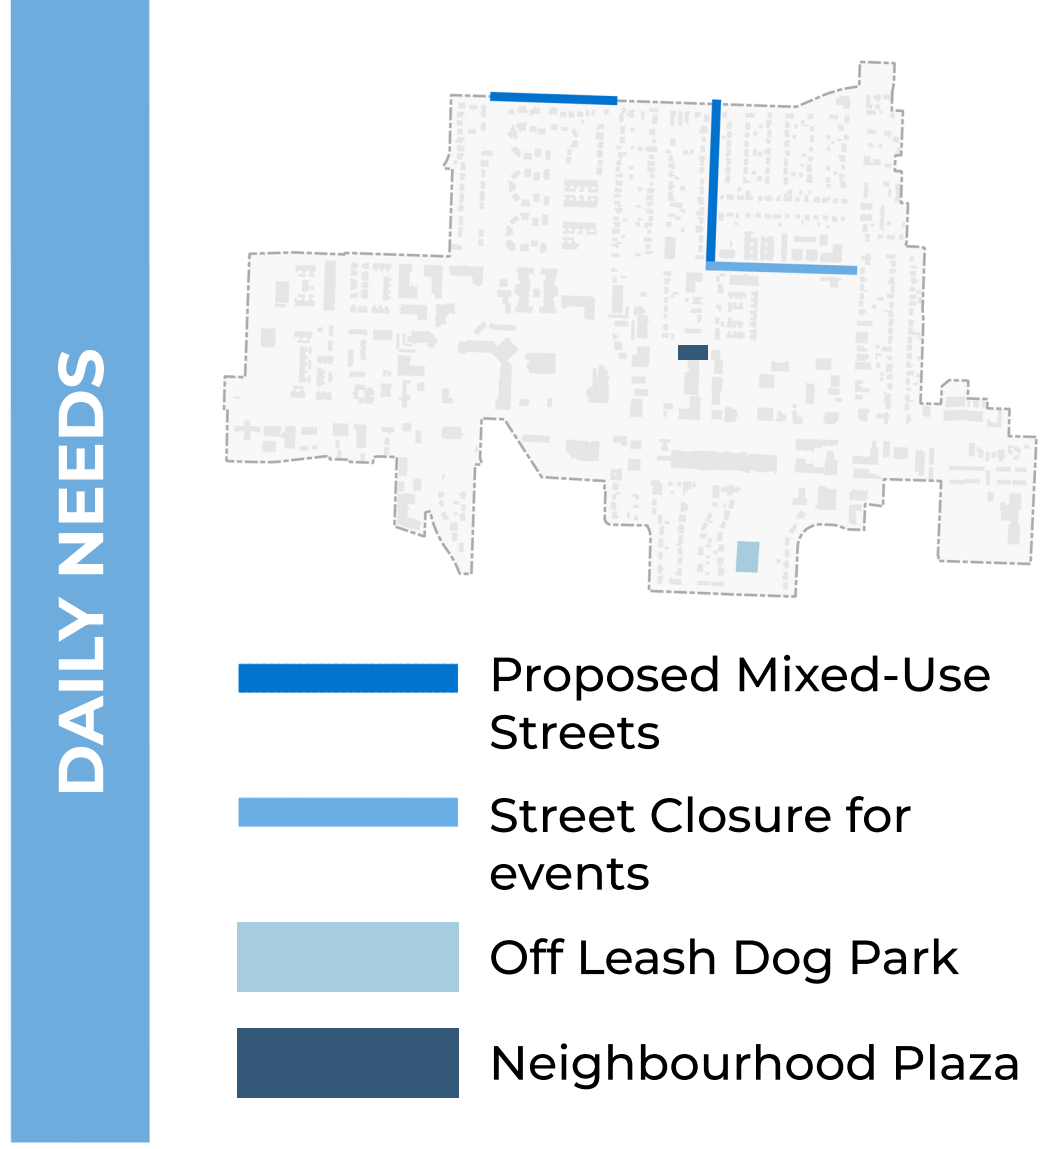 DAILY NEEDS
Proposed Mixed-Use
Streets
Street Closure for
events
Off Leash Dog Park
Neighbourhood Plaza